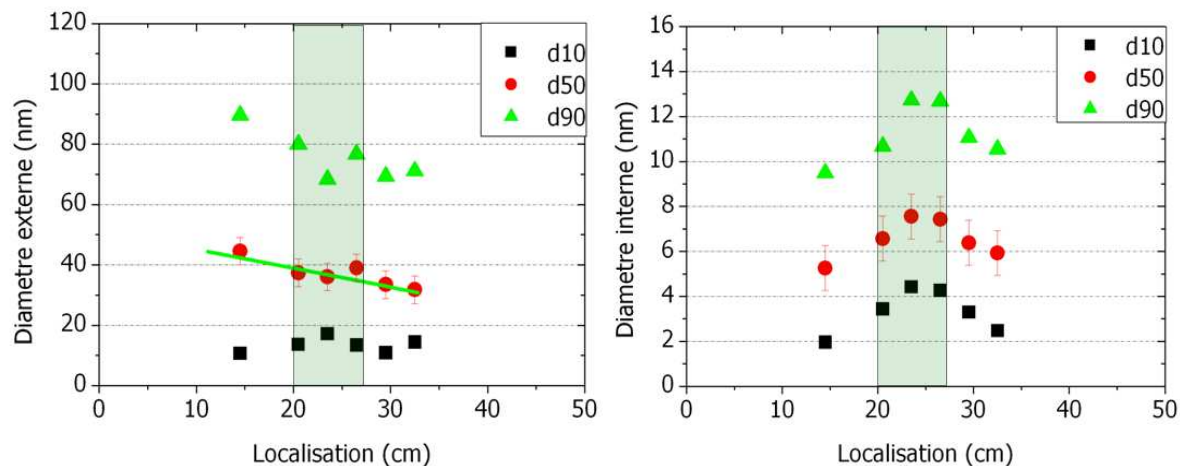 120
100
80
60
40
20
0
Diametre externe (nm)
d10
d50
d90
0 10 20 30 40 50
Localisation (cm)
16
14
12
10
8
6
4
2
0
Diametre interne (nm)
d10
d50
d90
0 10 20 30 40 50
Localisation (cm)